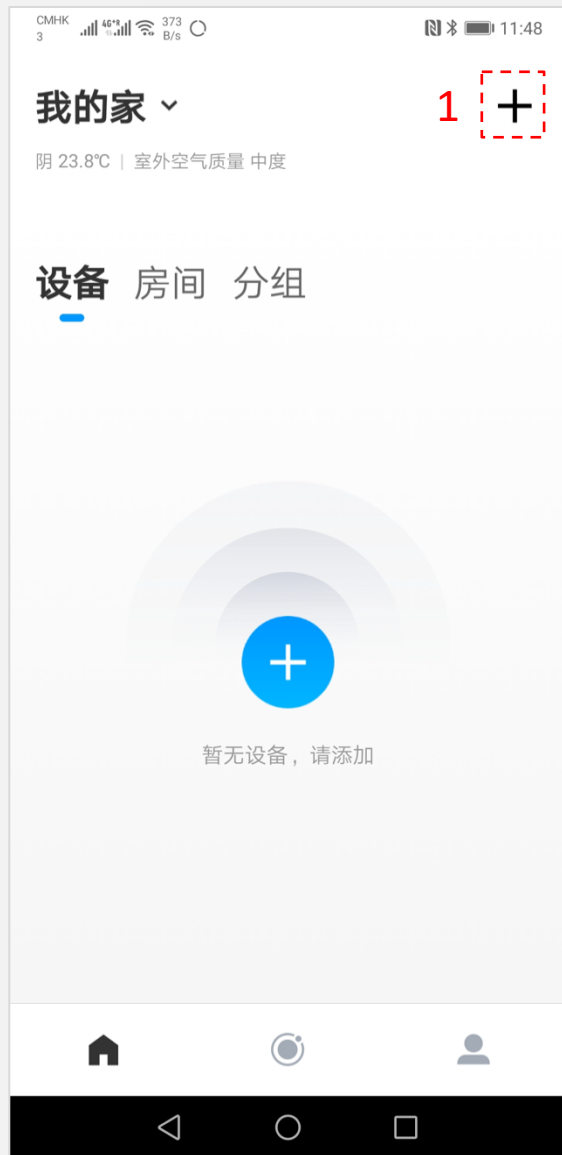 CMHK
3
4G+R
373
B/s
11:48
我的家
1
阴 23.8℃ | 室外空气质量 中度
设备 房间 分组
暂无设备，请添加